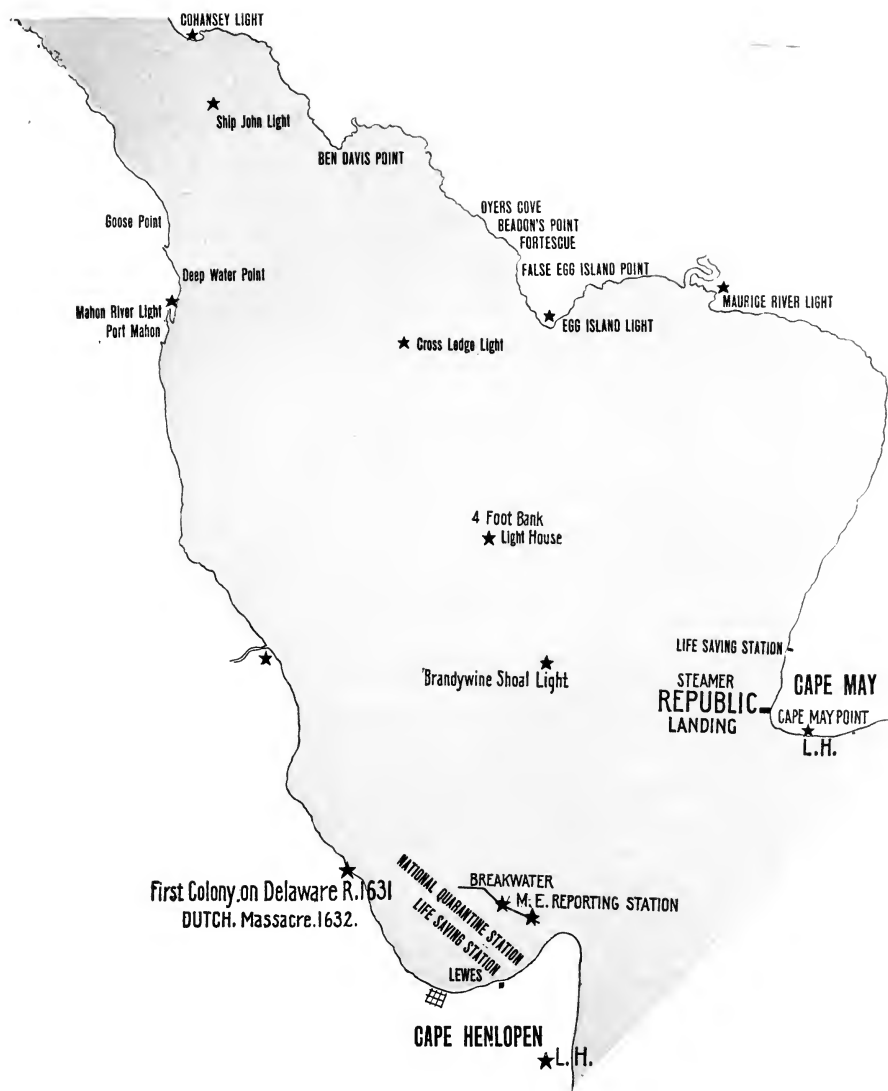 COHANSEY LIGHT
Ship John Light
BEN DAVIS POINT
Goose Point
OYERS COVE
BEADON'S POINT
FORTESCUE
FALSE EGG ISLAND POINT
Deep Water Point
Mahon River Light
Port Mahon
MAURICE RIVER LIGHT
EGG ISLAND LIGHT
Cross Ledge Light
4 Foot Bank
Light House
LIFE SAVING STATION
Brandywine Shoal Light
STEAMER
REPUBLIC
LANDING
CAPE MAY
CAPE MAY POINT
L.H.
First Colony.on Delaware R.1631
DUTCH. Massacre.1632.
NATIONAL QUARANTINE STATION
LIFE SAVING STATION
BREAKWATER
M. E. REPORTING STATION
LEWES
CAPE HENLOPEN
L.H.